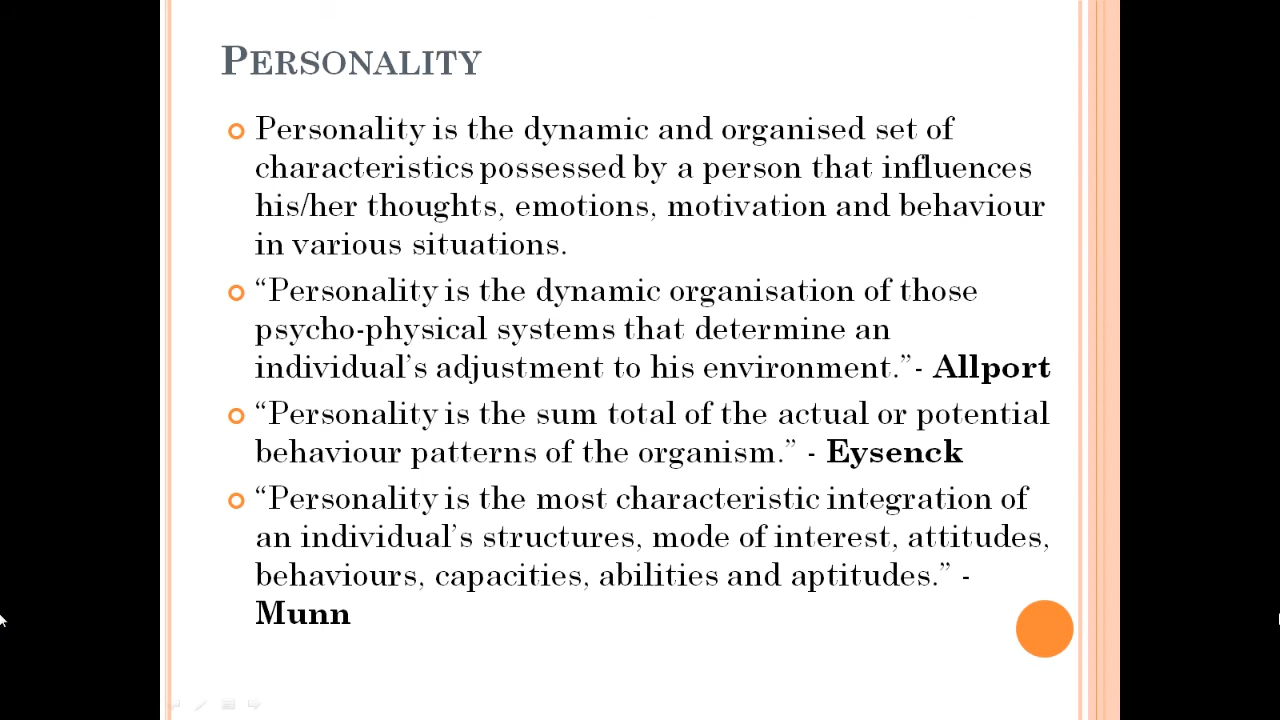 PERSONALITY
Personality is the dynamic and organised set of
characteristics possessed by a person that influences
his/her thoughts, emotions, motivation and behaviour
in various situations.
“Personality is the dynamic organisation of those
psycho-physical systems that determine an
individual’s adjustment to his environment.”- Allport
“Personality is the sum total of the actual or potential
behaviour patterns of the organism.” - Eysenck
“Personality is the most characteristic integration of
an individual’s structures, mode of interest, attitudes,
behaviours, capacities, abilities and aptitudes.” -
Munn